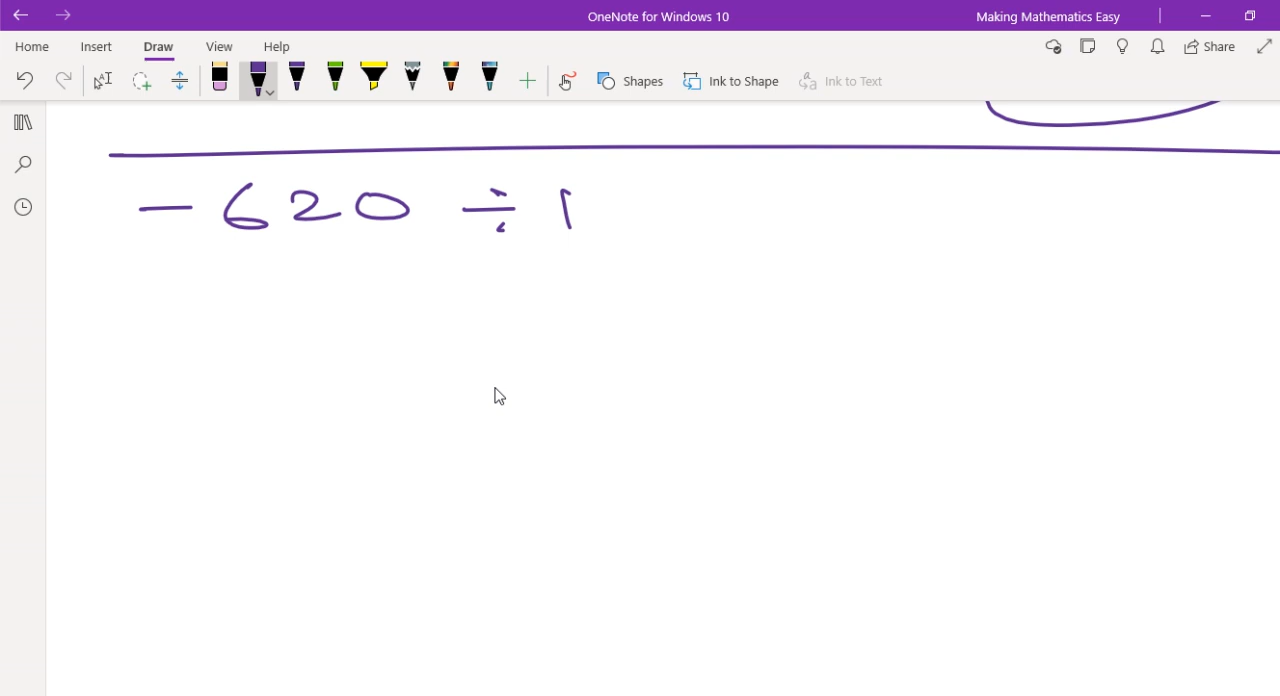 OneNote for Windows 10
Making Mathematics Easy
Home Insert Draw View Help
Share
Shapes
Ink to Shape
Ink to Text
- 620 ÷ 1